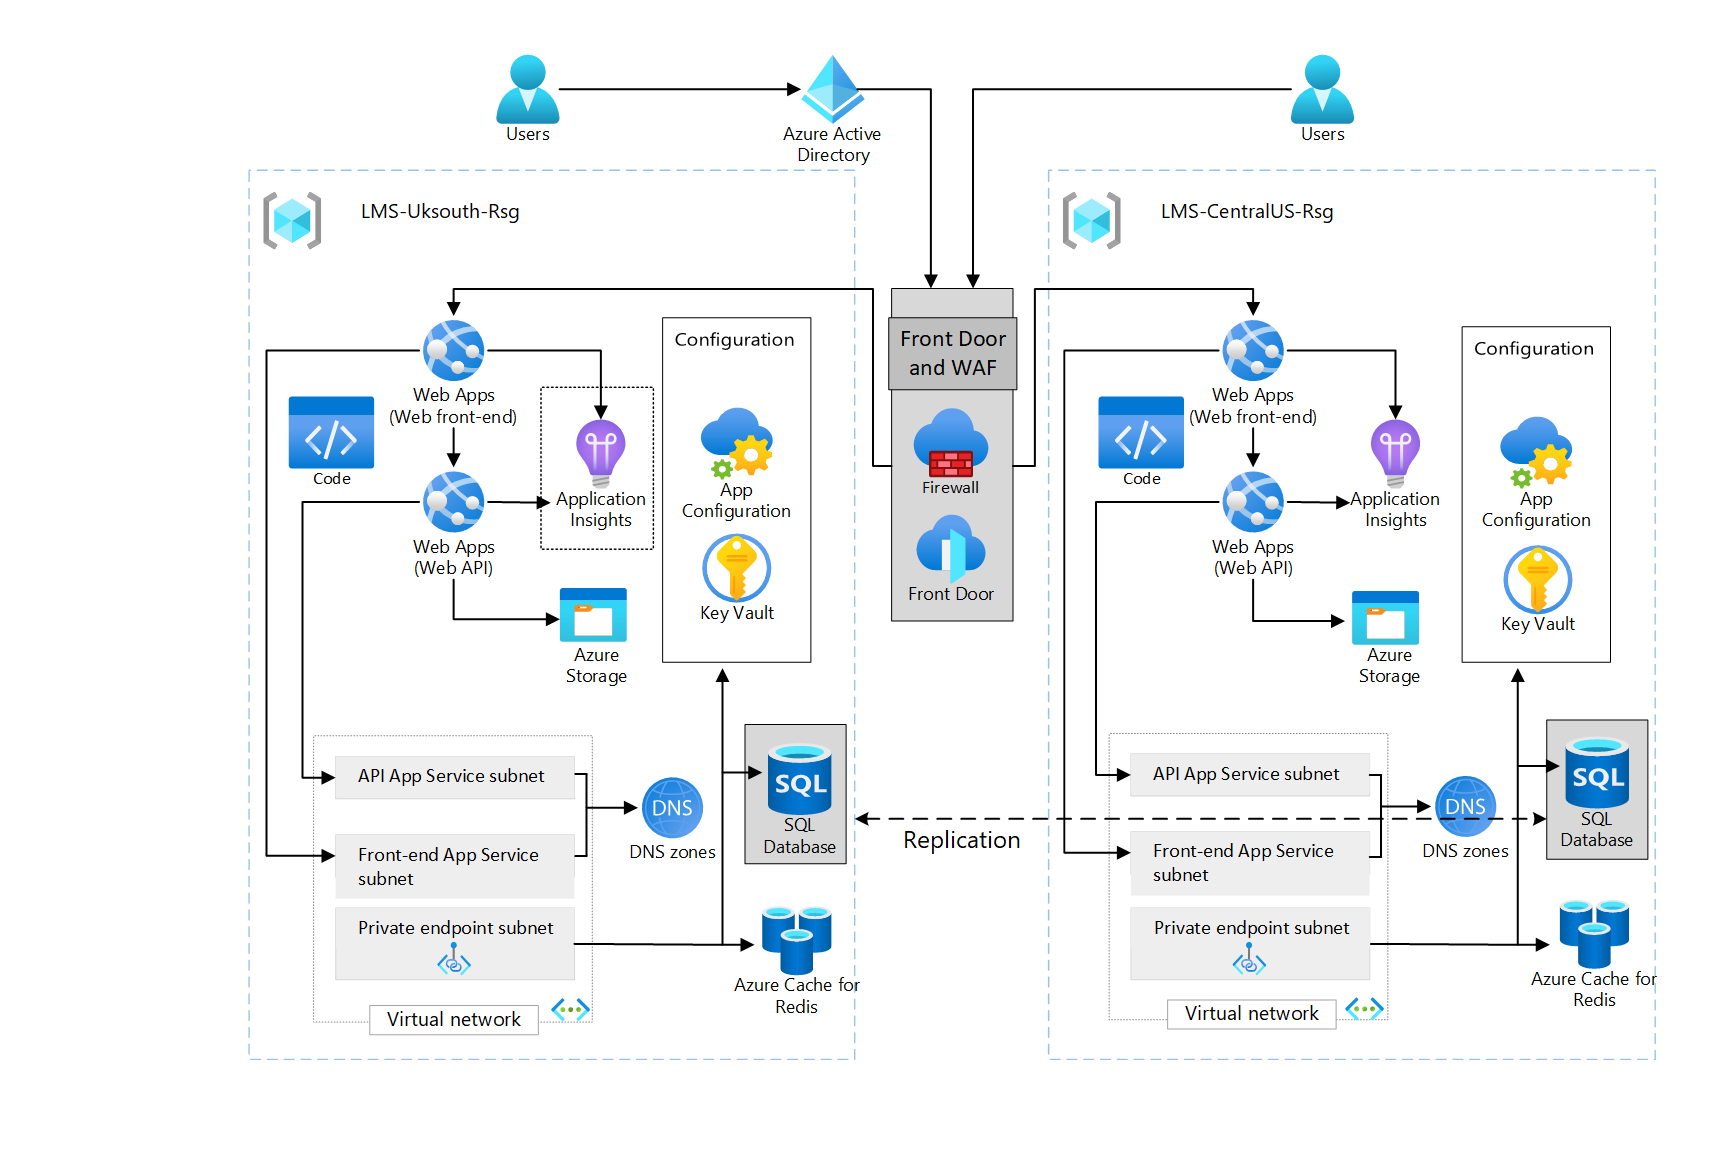 Users
Azure Active
Directory
Users
LMS-Uksouth-Rsg
Web Apps
(Web front-end)
Code
Web Apps
(Web API)
Application
Insights
Azure
Storage
Configuration
App
Configuration
Key Vault
API App Service subnet
Front-end App Service
subnet
Private endpoint subnet
Virtual network
DNS
DNS zones
SQL
SQL
Database
Azure Cache for
Redis
Front Door
and WAF
Firewall
Front Door
Replication
LMS-CentralUS-Rsg
Web Apps
(Web front-end)
Code
Web Apps
(Web API)
Application
Insights
Azure
Storage
Configuration
App
Configuration
Key Vault
API App Service subnet
Front-end App Service
subnet
Private endpoint subnet
Virtual network
DNS
DNS zones
SQL
SQL
Database
Azure Cache for
Redis